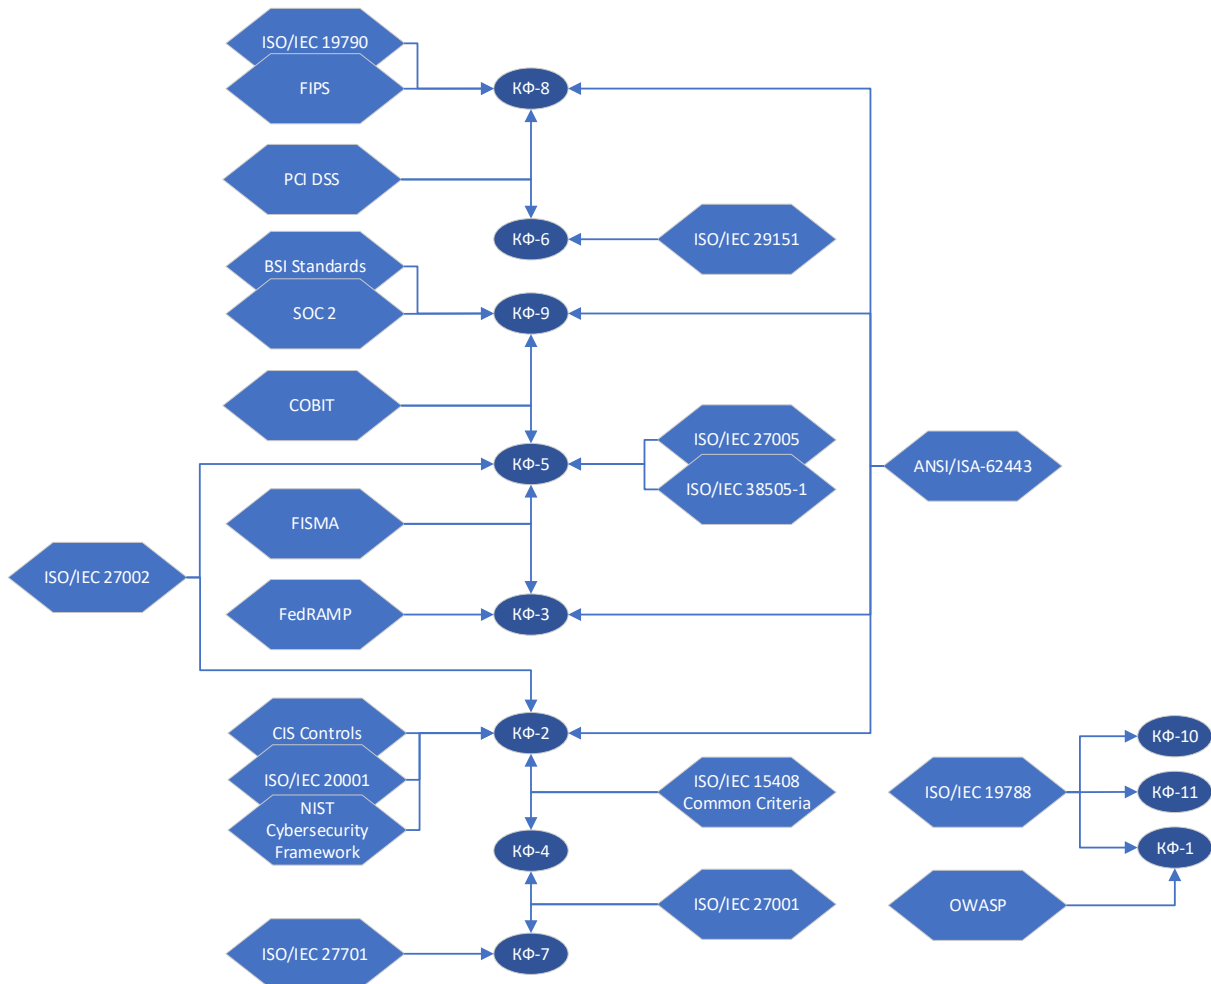 ISO/IEC 19790
FIPS
КФ-8
PCI DSS
КФ-6
ISO/IEC 29151
BSI Standards
SOC 2
КФ-9
COBIT
ISO/IEC 27005
КФ-5
ANSI/ISA-62443
ISO/IEC 38505-1
FISMA
ISO/IEC 27002
FedRAMP
КФ-3
CIS Controls
КФ-2
КФ-10
ISO/IEC 20001
ISO/IEC 15408
Common Criteria
ISO/IEC 19788
КФ-11
NIST
Cybersecurity
Framework
КФ-4
КФ-1
ISO/IEC 27001
OWASP
ISO/IEC 27701
КФ-7